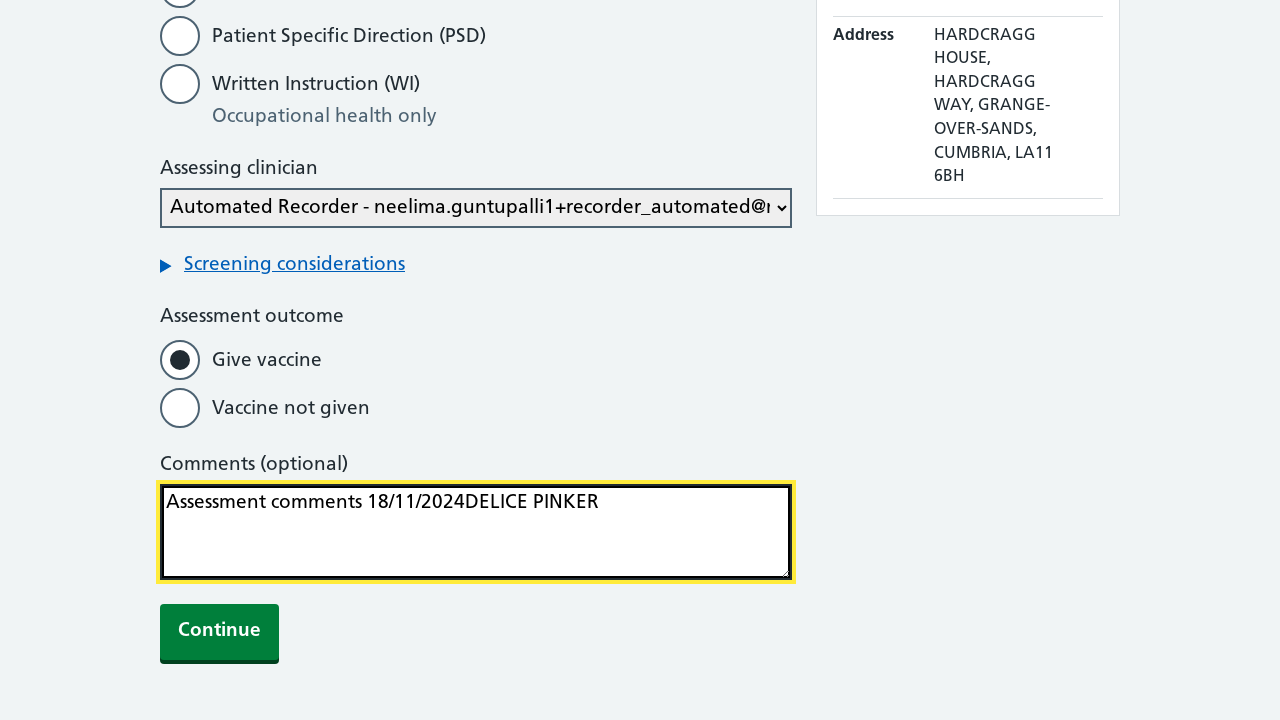 Patient Specific Direction (PSD)
Written Instruction (WI)
Occupational health only
Assessing clinician
Automated Recorder - neelima.guntupalli1+recorder_automated@
Screening considerations
Assessment outcome
Give vaccine
Vaccine not given
Comments (optional)
Assessment comments 18/11/2024DELICE PINKER
Continue
Address
HARDCRAGG
HOUSE,
HARDCRAGG
WAY, GRANGE-
OVER-SANDS,
CUMBRIA, LA11
6BH